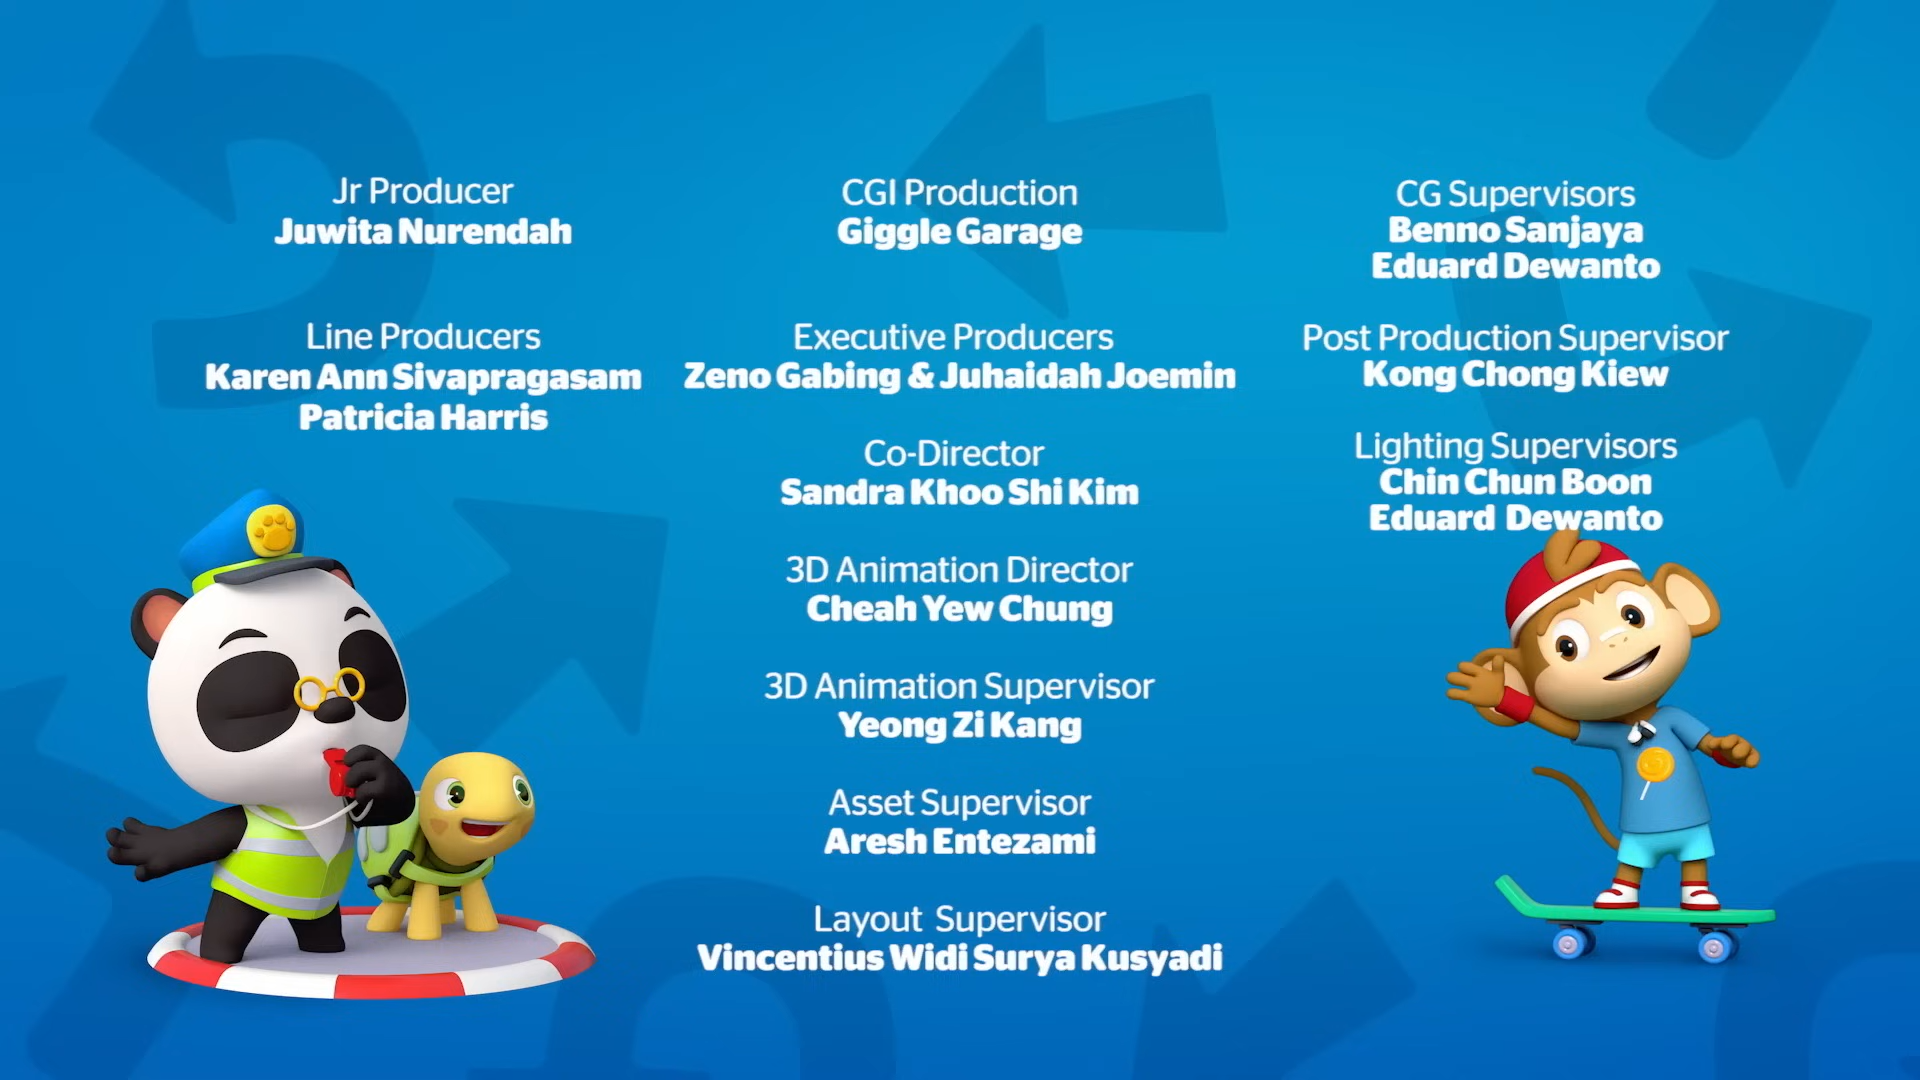 Jr Producer
Juwita Nurendah
Line Producers
Karen Ann Sivapragasam
Patricia Harris
CGI Production
Giggle Garage
Executive Producers
Zeno Gabing & Juhaidah Joemin
Co-Director
Sandra Khoo Shi Kim
3D Animation Director
Cheah Yew Chung
3D Animation Supervisor
Yeong Zi Kang
Asset Supervisor
Aresh Entezami
Layout Supervisor
Vincentius Widi Surya Kusyadi
CG Supervisors
Benno Sanjaya
Eduard Dewanto
Post Production Supervisor
Kong Chong Kiew
Lighting Supervisors
Chin Chun Boon
Eduard Dewanto